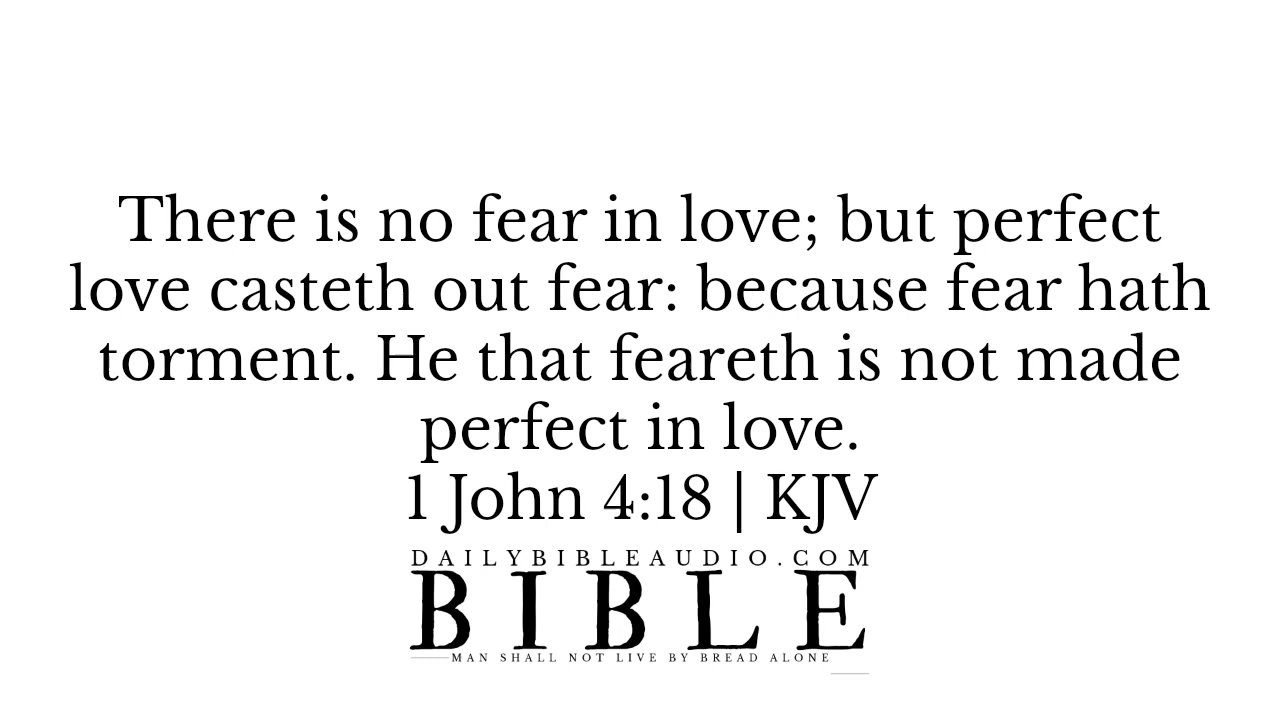 There is no fear in love; but perfect
love casteth out fear: because fear hath
torment. He that feareth is not made
perfect in love.
1 John 4:18 | KJV
DAILYBIBLEAUDIO.COM
BIBLE
MAN SHALL NOT LIVE BY BREAD ALONE